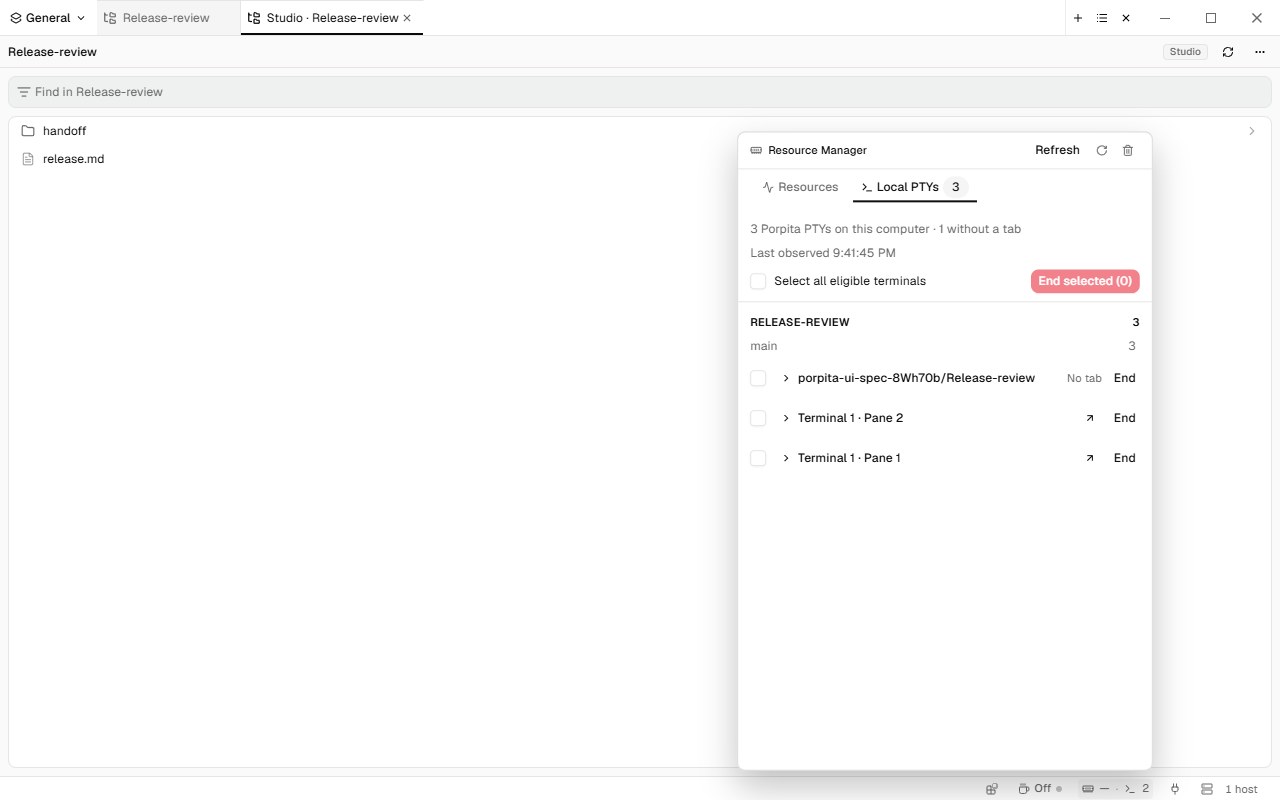 General
Release-review
Studio · Release-review
Release-review
Studio
Find in Release-review
handoff
release.md
Resource Manager
Refresh
Resources
Local PTYs 3
3 Porpita PTYs on this computer · 1 without a tab
Last observed 9:41:45 PM
Select all eligible terminals
End selected (0)
RELEASE-REVIEW 3
main 3
porpita-ui-spec-8Wh70b/Release-review No tab End
Terminal 1 · Pane 2 End
Terminal 1 · Pane 1 End
Off
— · 2
1 host